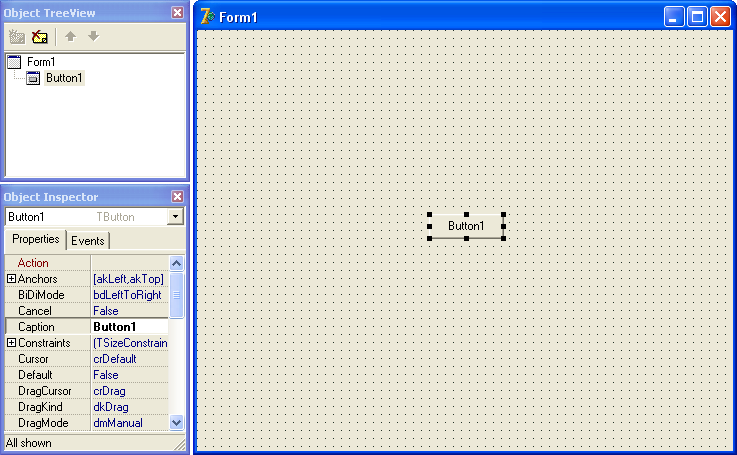 Object TreeView
Form1
Button1
Object Inspector
Button1 TButton
Properties Events
Action
Anchors [akLeft,akTop]
BiDiMode bdLeftToRight
Cancel False
Caption Button1
Constraints (TSizeConstrain
Cursor crDefault
Default False
DragCursor crDrag
DragKind dkDrag
DragMode dmManual
All shown
Form1
Button1